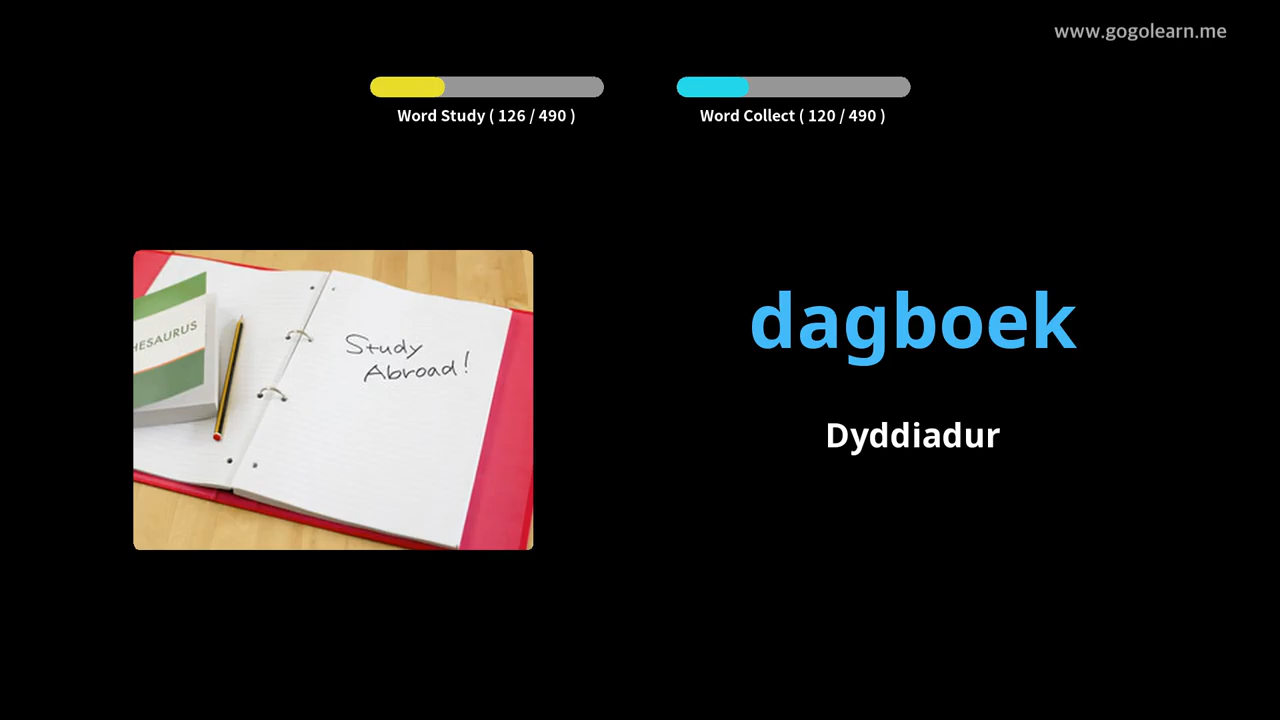 www.gogolearn.me
Word Study ( 126 / 490 )
Word Collect ( 120 / 490 )
HESAURUS
Study
Abroad!
dagboek
Dyddiadur